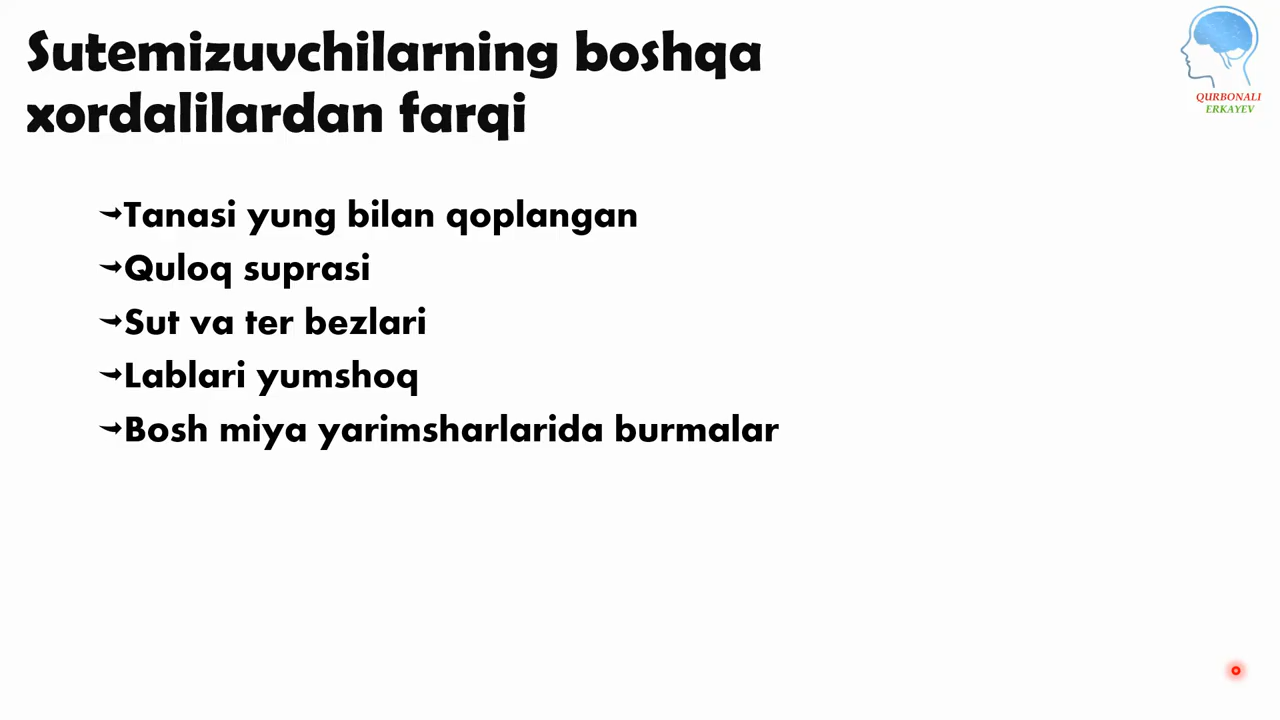 Sutemizuvchilarning boshqa
xordalilardan farqi
QURBONALI
ERKAYEV
Tanasi yung bilan qoplangan
Quloq suprasi
Sut va ter bezlari
Lablari yumshoq
Bosh miya yarimsharlarida burmalar